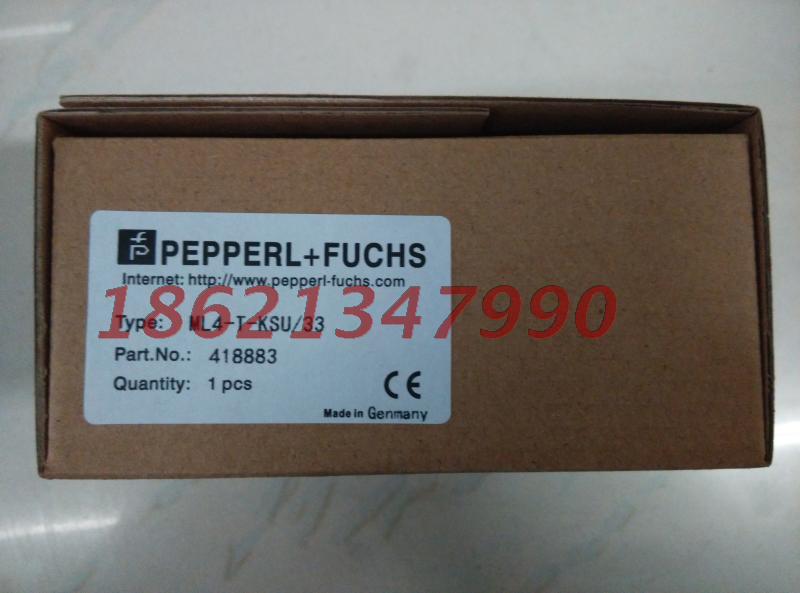 PEPPERL+FUCHS
Internet: http://www.pepperl-fuchs.com
18621347990
Type: ML4-T-KSU/33
Part.No.: 418883
Quantity: 1 pcs
CE
Made in Germany